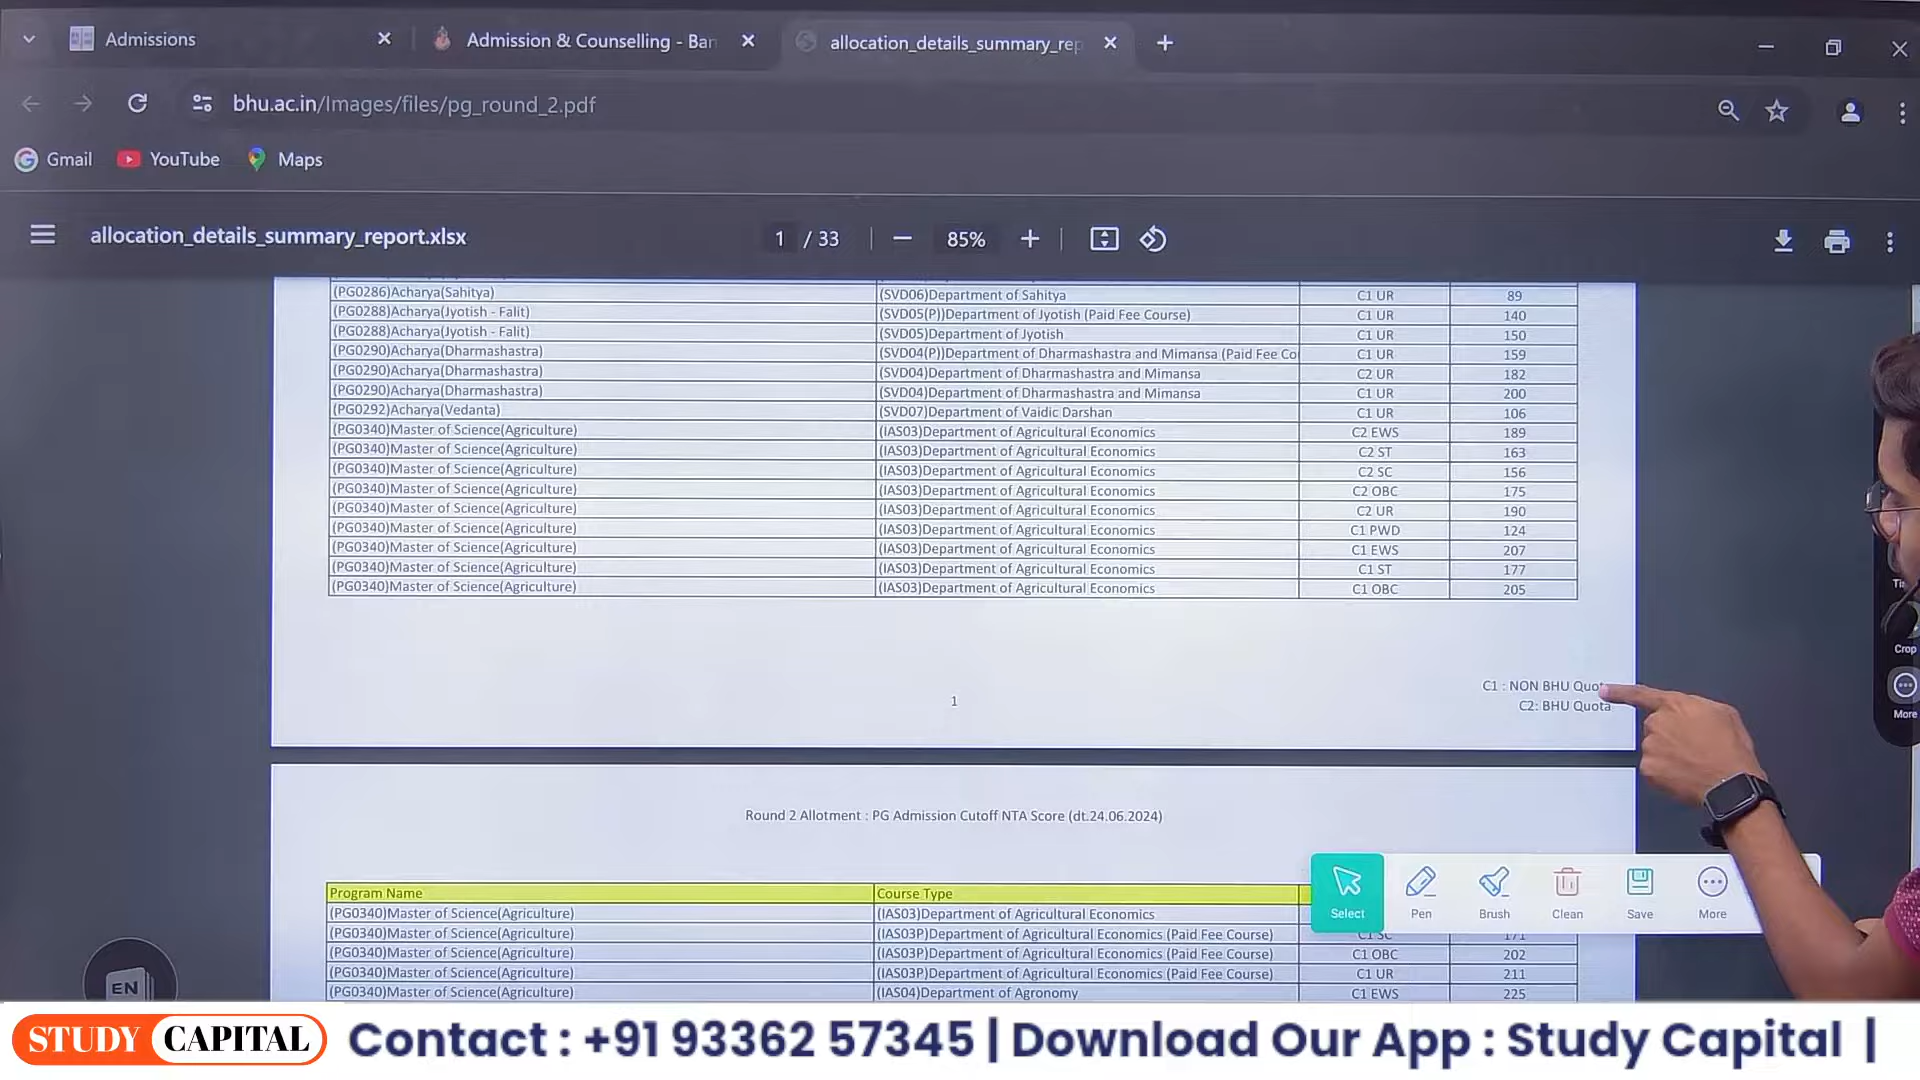 Admissions
Admission & Counselling - Ban
allocation_details_summary_rep
bhu.ac.in/Images/files/pg_round_2.pdf
Gmail YouTube Maps
allocation_details_summary_report.xlsx 1 / 33 85%
(PG0286)Acharya(Sahitya) (SVD06)Department of Sahitya C1 UR 89
(PG0288)Acharya(Jyotish - Falit) (SVD05(P))Department of Jyotish (Paid Fee Course) C1 UR 140
(PG0288)Acharya(Jyotish - Falit) (SVD05)Department of Jyotish C1 UR 150
(PG0290)Acharya(Dharmashastra) (SVD04(P))Department of Dharmashastra and Mimansa (Paid Fee Cou C1 UR 159
(PG0290)Acharya(Dharmashastra) (SVD04)Department of Dharmashastra and Mimansa C2 UR 182
(PG0290)Acharya(Dharmashastra) (SVD04)Department of Dharmashastra and Mimansa C1 UR 200
(PG0292)Acharya(Vedanta) (SVD07)Department of Vaidic Darshan C1 UR 106
(PG0340)Master of Science(Agriculture) (IAS03)Department of Agricultural Economics C2 EWS 189
(PG0340)Master of Science(Agriculture) (IAS03)Department of Agricultural Economics C2 ST 163
(PG0340)Master of Science(Agriculture) (IAS03)Department of Agricultural Economics C2 SC 156
(PG0340)Master of Science(Agriculture) (IAS03)Department of Agricultural Economics C2 OBC 175
(PG0340)Master of Science(Agriculture) (IAS03)Department of Agricultural Economics C2 UR 190
(PG0340)Master of Science(Agriculture) (IAS03)Department of Agricultural Economics C1 PWD 124
(PG0340)Master of Science(Agriculture) (IAS03)Department of Agricultural Economics C1 EWS 207
(PG0340)Master of Science(Agriculture) (IAS03)Department of Agricultural Economics C1 ST 177
(PG0340)Master of Science(Agriculture) (IAS03)Department of Agricultural Economics C1 OBC 205
Crop
More
C1 : NON BHU Quot
C2: BHU Quota
1
Round 2 Allotment : PG Admission Cutoff NTA Score (dt.24.06.2024)
Program Name Course Type
(PG0340)Master of Science(Agriculture) (IAS03)Department of Agricultural Economics
(PG0340)Master of Science(Agriculture) (IAS03P)Department of Agricultural Economics (Paid Fee Course) C1 SC 171
(PG0340)Master of Science(Agriculture) (IAS03P)Department of Agricultural Economics (Paid Fee Course) C1 OBC 202
(PG0340)Master of Science(Agriculture) (IAS03P)Department of Agricultural Economics (Paid Fee Course) C1 UR 211
(PG0340)Master of Science(Agriculture) (IAS04)Department of Agronomy C1 EWS 225
Select Pen Brush Clean Save More
EN
STUDY CAPITAL Contact : +91 93362 57345 | Download Our App : Study Capital |